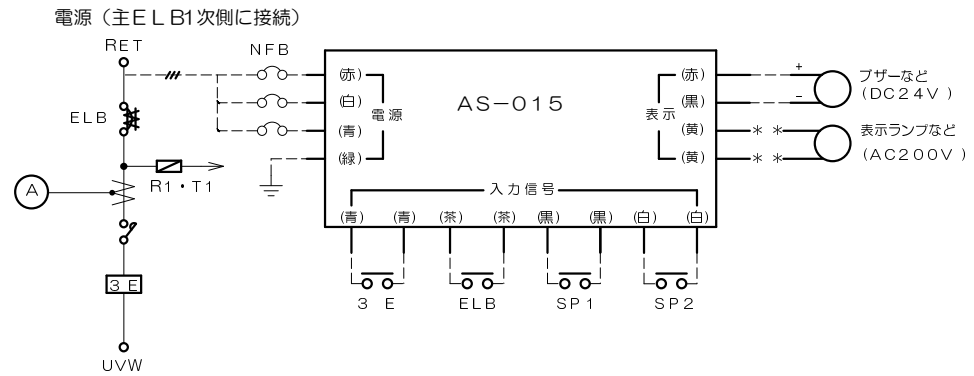 電源（主ＥＬＢ1次側に接続）
RET
NFB
ELB
R1・T1
A
３Ｅ
UVW
(赤)
(白)
(青)
(緑)
電源
AS−015
表示
(赤)
(黒)
(黄)
(黄)
+
−
＊ ＊
＊ ＊
ブザーなど
(DC24V)
表示ランプなど
(AC200V)
入力信号
(青) (青) (茶) (茶) (黒) (黒) (白) (白)
３ Ｅ ELB SP1 SP2